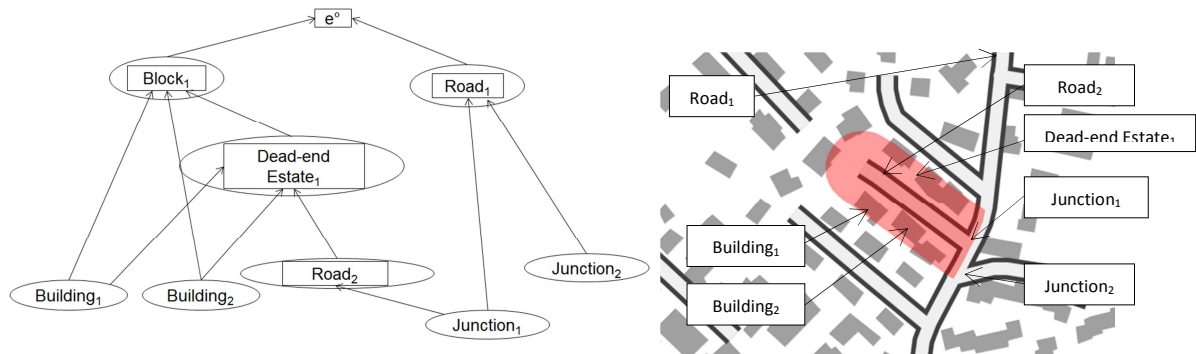 e°
Block₁
Road₁
Dead-end
Estate₁
Road₂
Building₁
Building₂
Junction₂
Junction₁
Road₁
Road₂
Dead-end Estate₁
Junction₁
Building₁
Junction₂
Building₂